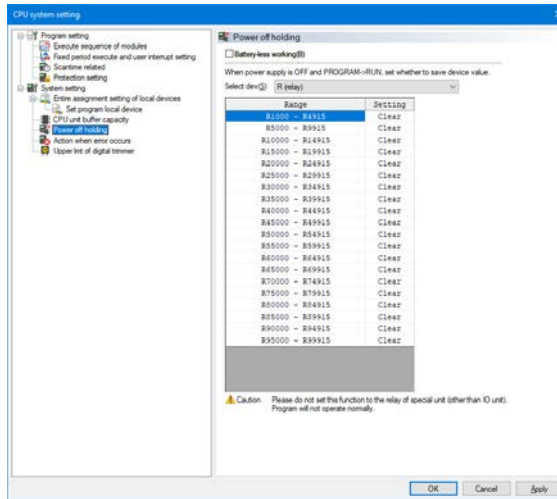 CPU system setting
Program setting
Execute sequence of modules
Fixed period execute and user interrupt setting
Scantime related
Protection setting
System setting
Entire assignment setting of local devices
Set program local device
CPU unit buffer capacity
Power off holding
Action when error occurs
Upper lmt of digital trimmer
Power off holding
Battery-less working(B)
When power supply is OFF and PROGRAM->RUN, set whether to save device value.
Select dev(S) R (relay)
Range Setting
R1000 - R4915 Clear
R5000 - R9915 Clear
R10000 - R14915 Clear
R15000 - R19915 Clear
R20000 - R24915 Clear
R25000 - R29915 Clear
R30000 - R34915 Clear
R35000 - R39915 Clear
R40000 - R44915 Clear
R45000 - R49915 Clear
R50000 - R54915 Clear
R55000 - R59915 Clear
R60000 - R64915 Clear
R65000 - R69915 Clear
R70000 - R74915 Clear
R75000 - R79915 Clear
R80000 - R84915 Clear
R85000 - R89915 Clear
R90000 - R94915 Clear
R95000 - R99915 Clear
Caution Please do not set this function to the relay of special unit (other than IO unit).
Program will not operate normally.
OK Cancel Apply